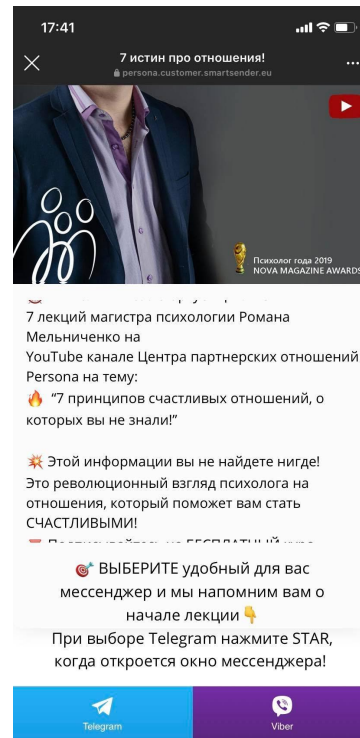 17:41
7 истин про отношения!
persona.customer.smartsender.eu
Психолог года 2019
NOVA MAGAZINE AWARDS
7 лекций магистра психологии Романа
Мельниченко на
YouTube канале Центра партнерских отношений
Persona на тему:
🔥 “7 принципов счастливых отношений, о
которых вы не знали!”
💥 Этой информации вы не найдете нигде!
Это революционный взгляд психолога на
отношения, который поможет вам стать
СЧАСТЛИВЫМИ!
🎯 ВЫБЕРИТЕ удобный для вас
мессенджер и мы напомним вам о
начале лекции 👇
При выборе Telegram нажмите STAR,
когда откроется окно мессенджера!
Telegram
Viber